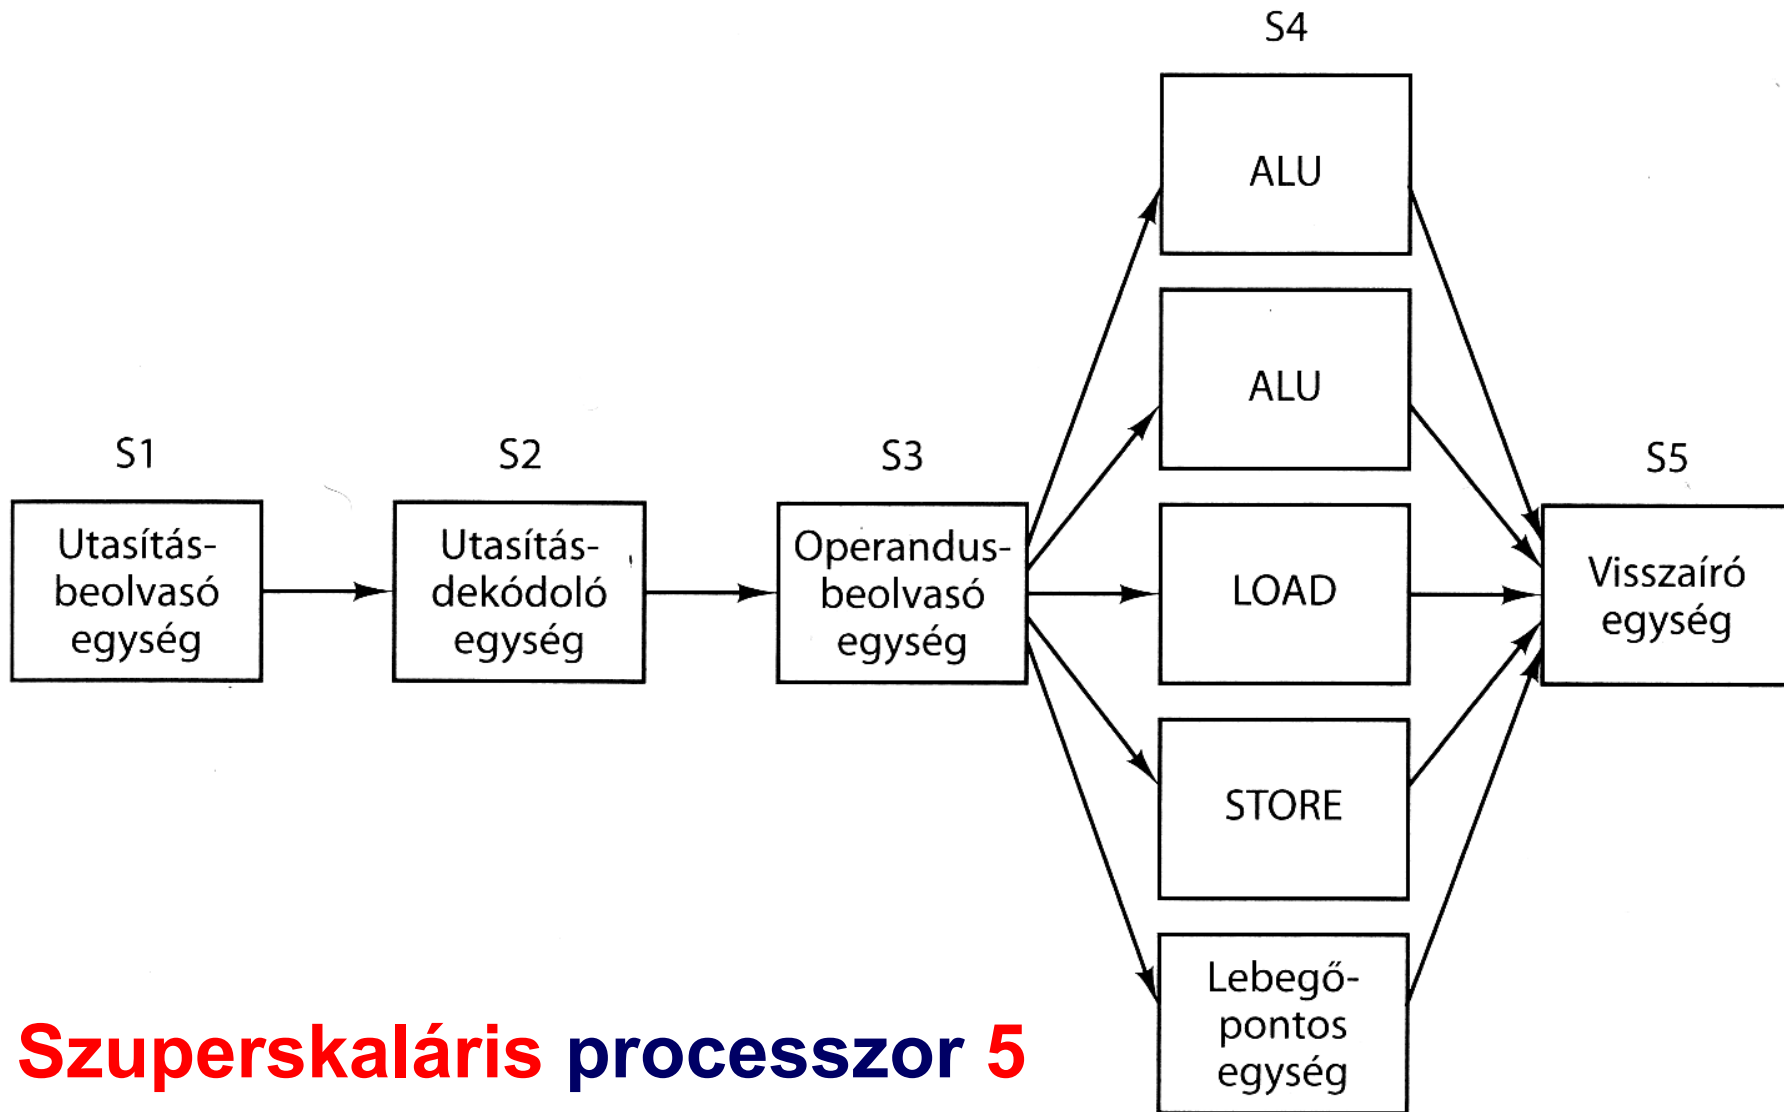 S4
ALU
ALU
S1
S2
S3
S5
Utasítás-
beolvasó
egység
Utasítás-
dekódoló
egység
Operandus-
beolvasó
egység
LOAD
Visszaíró
egység
STORE
Lebegő-
pontos
egység
Szuperskaláris processzor 5